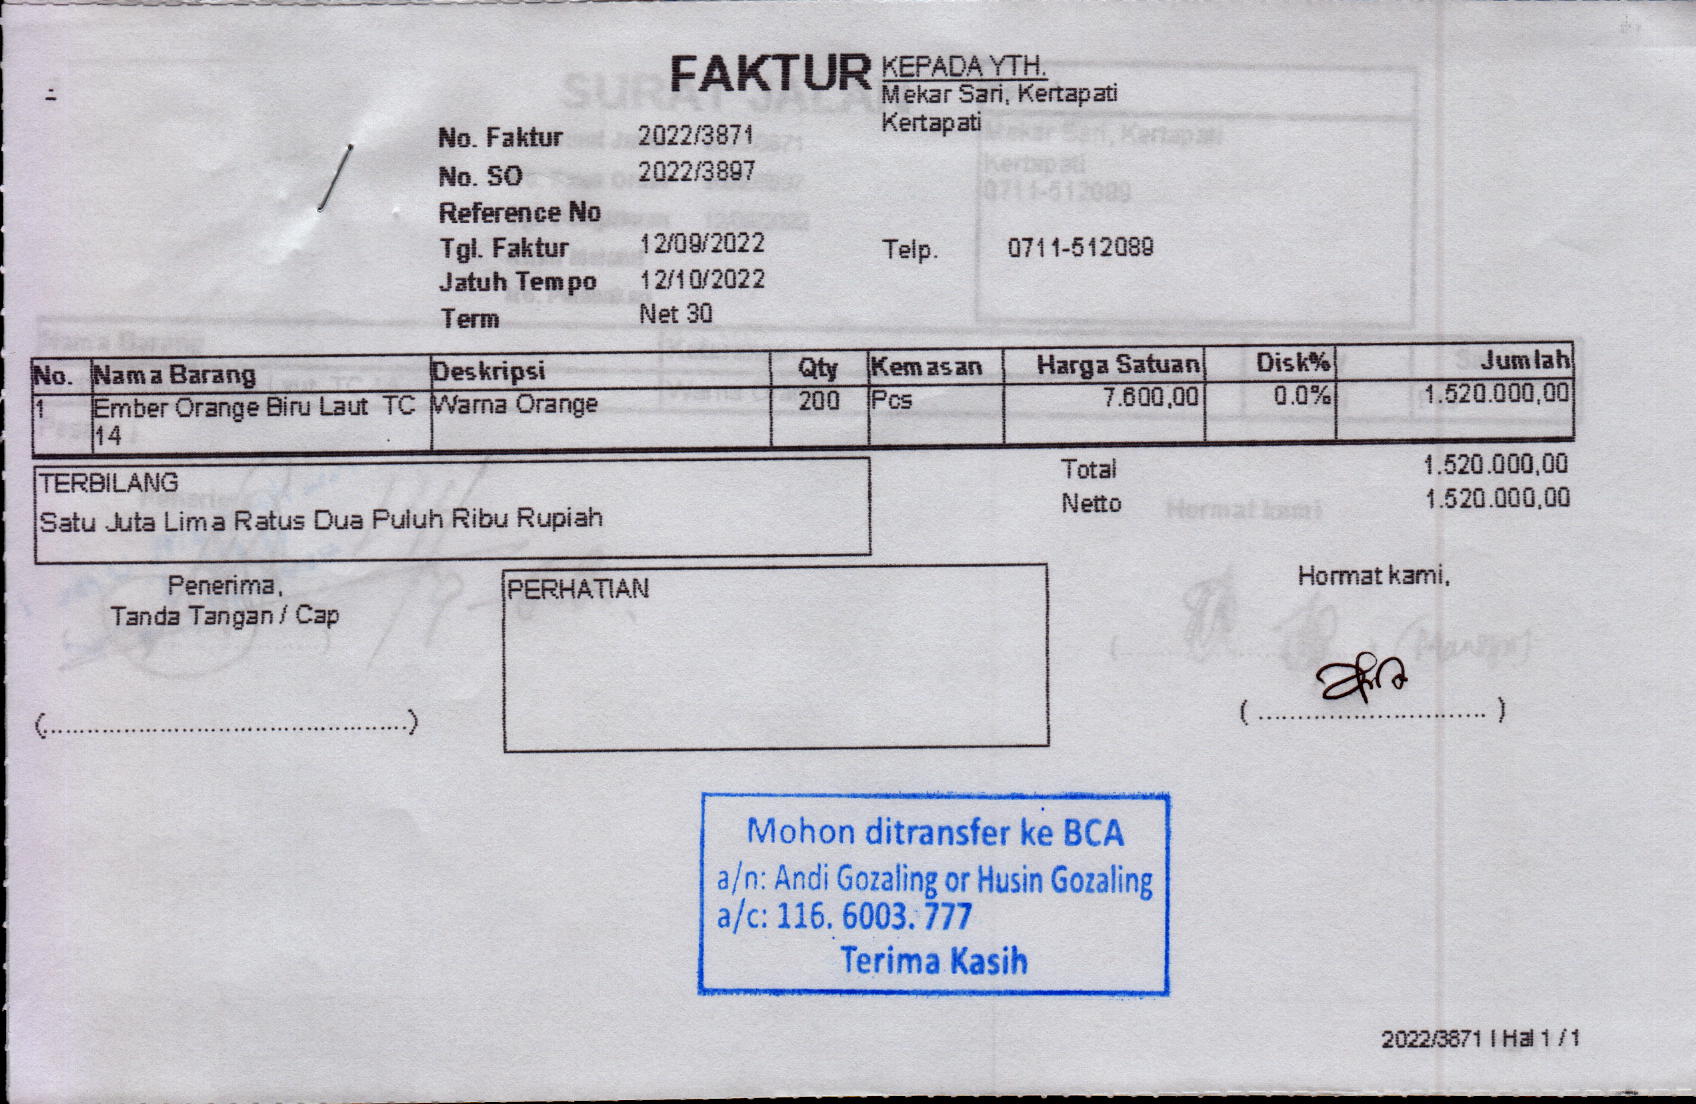 FAKTUR
KEPADA YTH.
Mekar Sari, Kertapati
Kertapati
No. Faktur 2022/3871
No. SO 2022/3897
Reference No
Tgl. Faktur 12/09/2022
Telp. 0711-512089
Jatuh Tempo 12/10/2022
Term Net 30
No. Nama Barang Deskripsi Qty Kemasan Harga Satuan Disk% Jumlah
1 Ember Orange Biru Laut TC Warna Orange 200 Pcs 7.600,00 0.0% 1.520.000,00
14
TERBILANG
Satu Juta Lima Ratus Dua Puluh Ribu Rupiah
Total 1.520.000,00
Netto 1.520.000,00
Penerima,
Tanda Tangan / Cap
(................................................)
PERHATIAN
Hormat kami,
( .............................. )
Mohon ditransfer ke BCA
a/n: Andi Gozaling or Husin Gozaling
a/c: 116. 6003. 777
Terima Kasih
2022/3871 | Hal 1 / 1